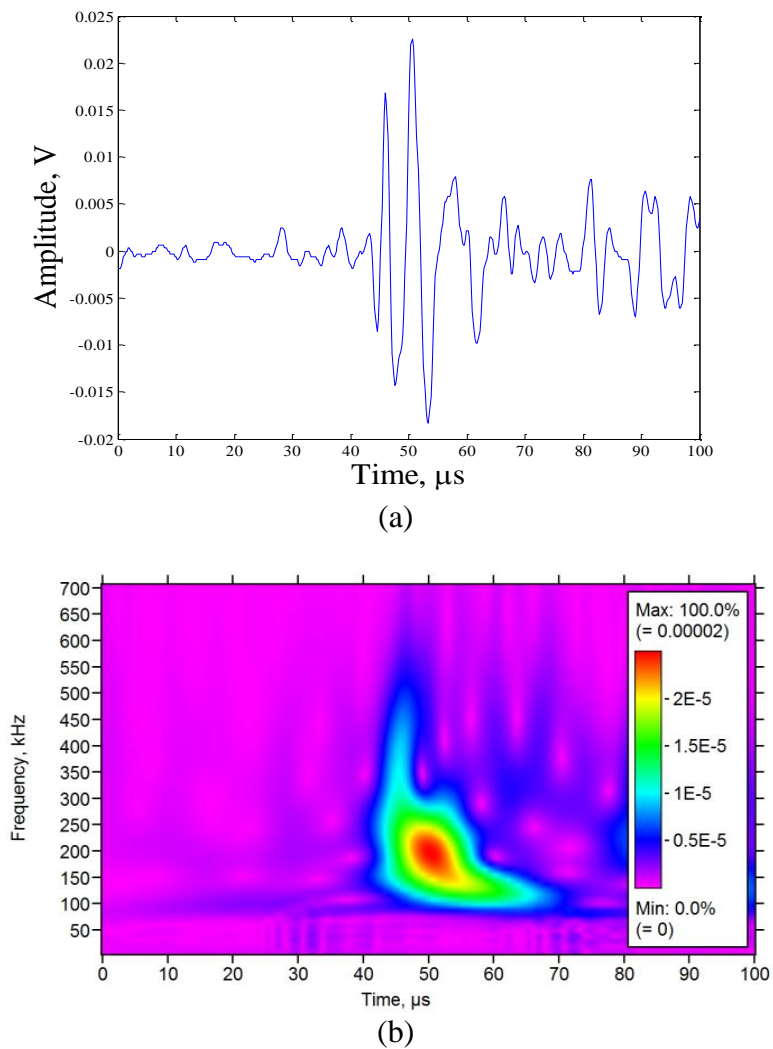 0.025
0.02
0.015
0.01
0.005
0
-0.005
-0.01
-0.015
-0.02
Amplitude, V
0 10 20 30 40 50 60 70 80 90 100
Time, μs
(a)
700
650
600
550
500
450
400
350
300
250
200
150
100
50
Frequency, kHz
Max: 100.0%
(= 0.00002)
2E-5
1.5E-5
1E-5
0.5E-5
Min: 0.0%
(= 0)
0 10 20 30 40 50 60 70 80 90 100
Time, μs
(b)